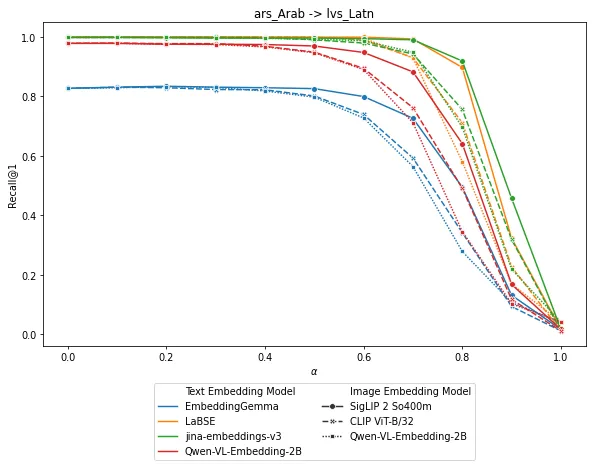 ars_Arab -> lvs_Latn
Recall@1
1.0
0.8
0.6
0.4
0.2
0.0
0.0 0.2 0.4 0.6 0.8 1.0
α
Text Embedding Model
EmbeddingGemma
LaBSE
jina-embeddings-v3
Qwen-VL-Embedding-2B
Image Embedding Model
SigLIP 2 So400m
CLIP ViT-B/32
Qwen-VL-Embedding-2B